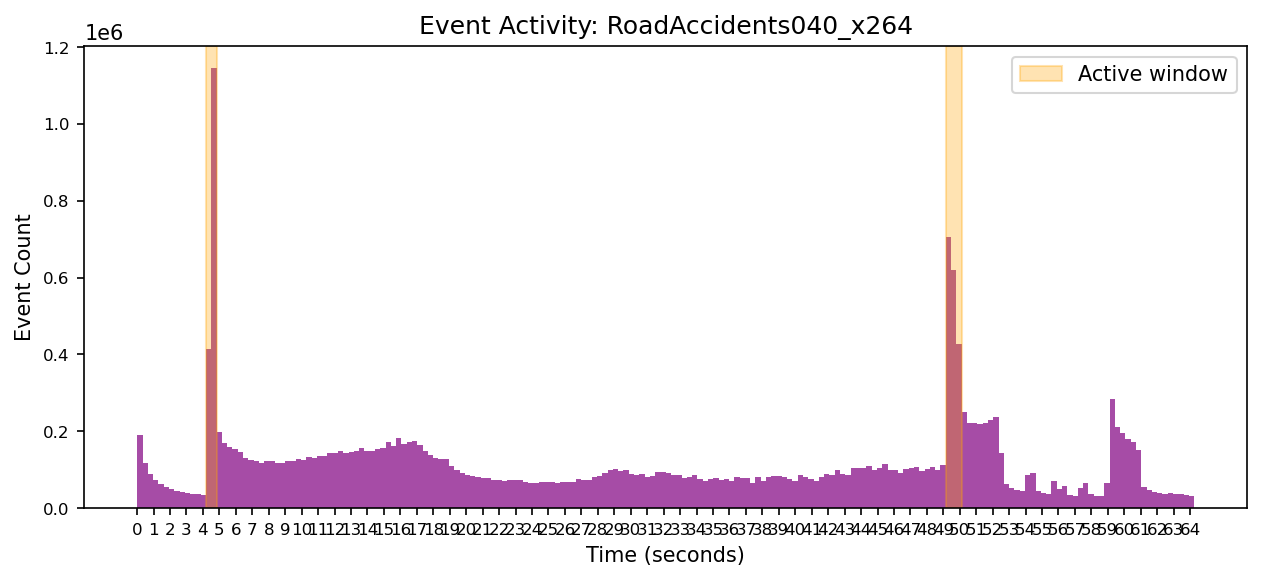 Event Activity: RoadAccidents040_x264
1e6
Active window
1.2
1.0
0.8
0.6
0.4
0.2
0.0
Event Count
0 1 2 3 4 5 6 7 8 9 10 11 12 13 14 15 16 17 18 19 20 21 22 23 24 25 26 27 28 29 30 31 32 33 34 35 36 37 38 39 40 41 42 43 44 45 46 47 48 49 50 51 52 53 54 55 56 57 58 59 60 61 62 63 64
Time (seconds)